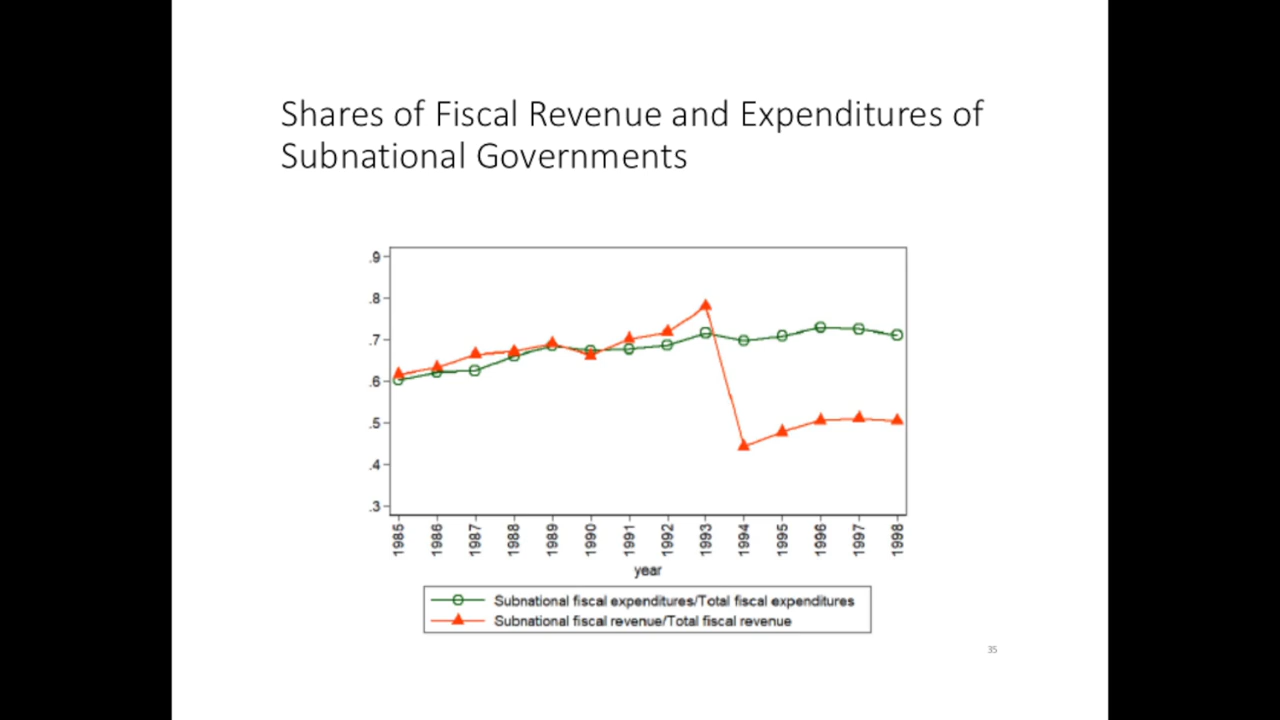 Shares of Fiscal Revenue and Expenditures of
Subnational Governments
.9
.8
.7
.6
.5
.4
.3
1985 1986 1987 1988 1989 1990 1991 1992 1993 1994 1995 1996 1997 1998
year
Subnational fiscal expenditures/Total fiscal expenditures
Subnational fiscal revenue/Total fiscal revenue
35